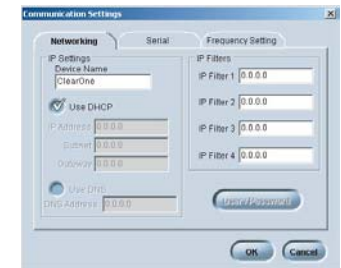 Communication Settings
Networking
Serial
Frequency Setting
IP Settings
Device Name
ClearOne
Use DHCP
IP Address 0.0.0.0
Subnet 0.0.0.0
Gateway 0.0.0.0
Use DNS
DNS Address 0.0.0.0
IP Filters
IP Filter 1 0.0.0.0
IP Filter 2 0.0.0.0
IP Filter 3 0.0.0.0
IP Filter 4 0.0.0.0
User / Password
OK
Cancel